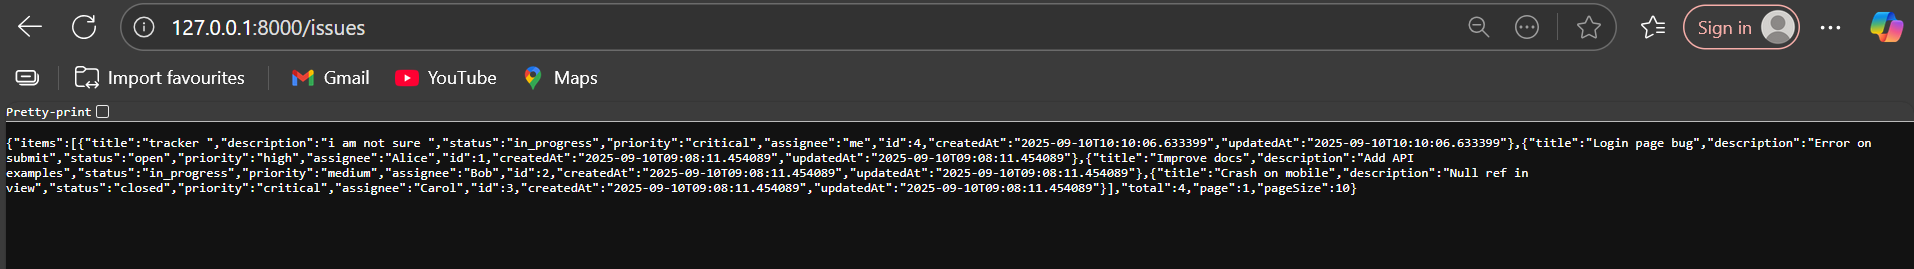 127.0.0.1:8000/issues
Sign in
Import favourites
Gmail
YouTube
Maps
Pretty-print
{"items":[{"title":"tracker ","description":"i am not sure ","status":"in_progress","priority":"critical","assignee":"me","id":4,"createdAt":"2025-09-10T10:10:06.633399","updatedAt":"2025-09-10T10:10:06.633399"},{"title":"Login page bug","description":"Error on
submit","status":"open","priority":"high","assignee":"Alice","id":1,"createdAt":"2025-09-10T09:08:11.454089","updatedAt":"2025-09-10T09:08:11.454089"},{"title":"Improve docs","description":"Add API
examples","status":"in_progress","priority":"medium","assignee":"Bob","id":2,"createdAt":"2025-09-10T09:08:11.454089","updatedAt":"2025-09-10T09:08:11.454089"},{"title":"Crash on mobile","description":"Null ref in
view","status":"closed","priority":"critical","assignee":"Carol","id":3,"createdAt":"2025-09-10T09:08:11.454089","updatedAt":"2025-09-10T09:08:11.454089"}],"total":4,"page":1,"pageSize":10}